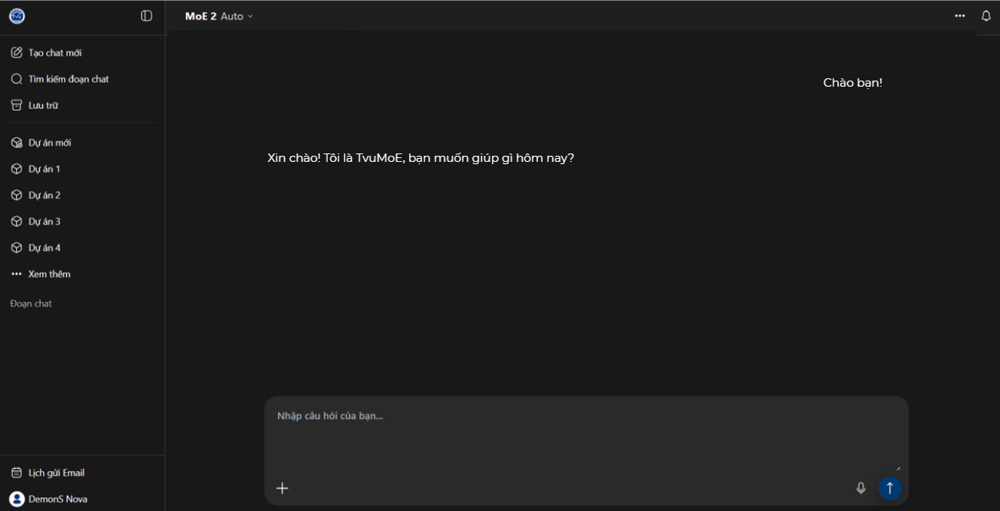 MoE 2 Auto
Tạo chat mới
Tìm kiếm đoạn chat
Lưu trữ
Dự án mới
Dự án 1
Dự án 2
Dự án 3
Dự án 4
Xem thêm
Đoạn chat
Lịch gửi Email
DemonS Nova
Chào bạn!
Xin chào! Tôi là TvuMoE, bạn muốn giúp gì hôm nay?
Nhập câu hỏi của bạn...